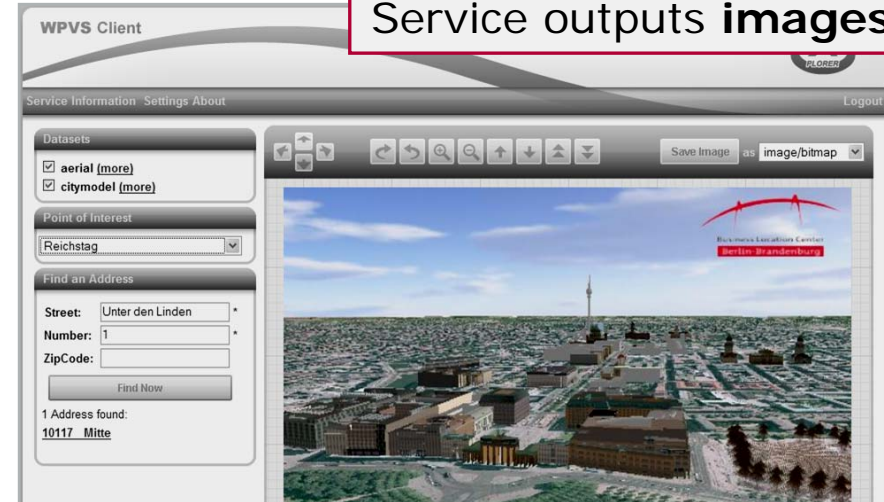 Service outputs images
WPVS Client
PLORER
Service Information Settings About
Logout
Datasets
aerial (more)
citymodel (more)
Point of Interest
Reichstag
Find an Address
Street: Unter den Linden *
Number: 1 *
ZipCode:
Find Now
1 Address found:
10117 Mitte
Save Image as image/bitmap
Business Location Center
Berlin-Brandenburg